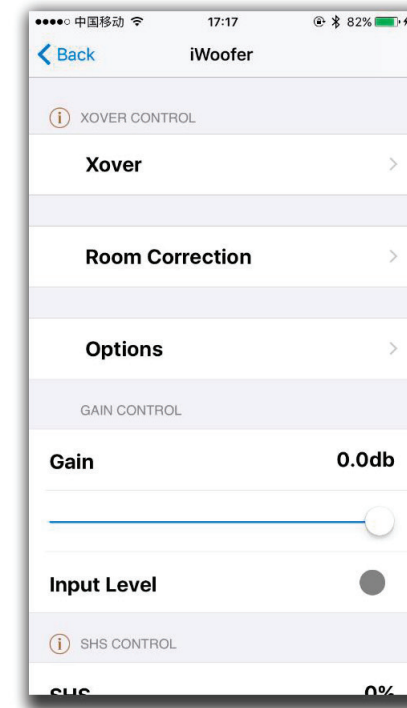 中国移动 17:17 82%
Back iWoofer
XOVER CONTROL
Xover
Room Correction
Options
GAIN CONTROL
Gain 0.0db
Input Level
SHS CONTROL
SHS 0%